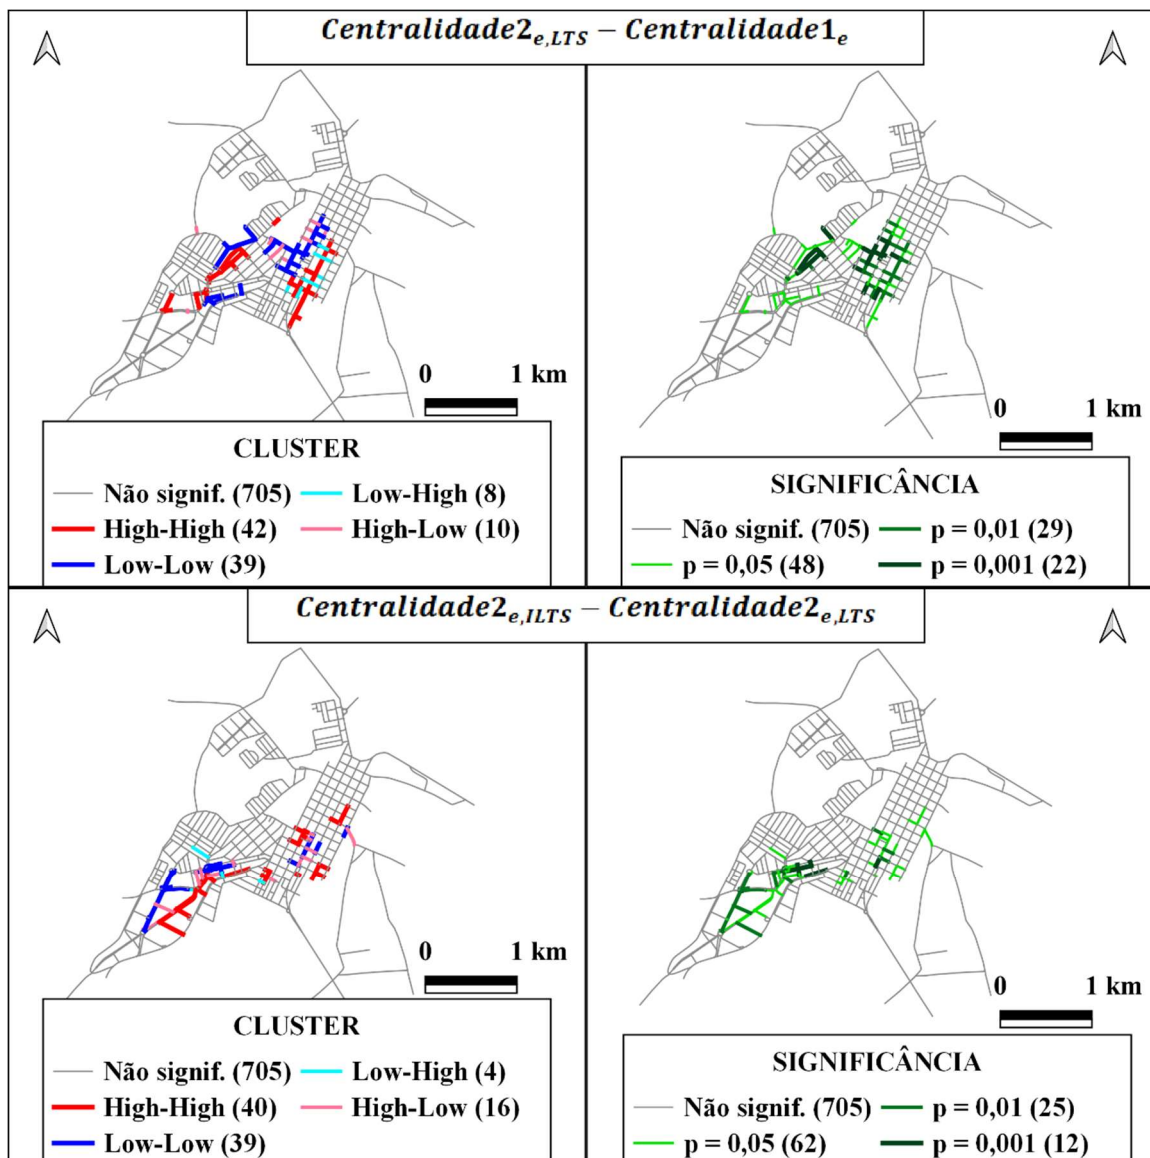 Centralidade2e,LTS − Centralidade1e
0 1 km
CLUSTER
Não signif. (705) Low-High (8)
High-High (42) High-Low (10)
Low-Low (39)
0 1 km
SIGNIFICÂNCIA
Não signif. (705) p = 0,01 (29)
p = 0,05 (48) p = 0,001 (22)
Centralidade2e,ILTS − Centralidade2e,LTS
0 1 km
CLUSTER
Não signif. (705) Low-High (4)
High-High (40) High-Low (16)
Low-Low (39)
0 1 km
SIGNIFICÂNCIA
Não signif. (705) p = 0,01 (25)
p = 0,05 (62) p = 0,001 (12)